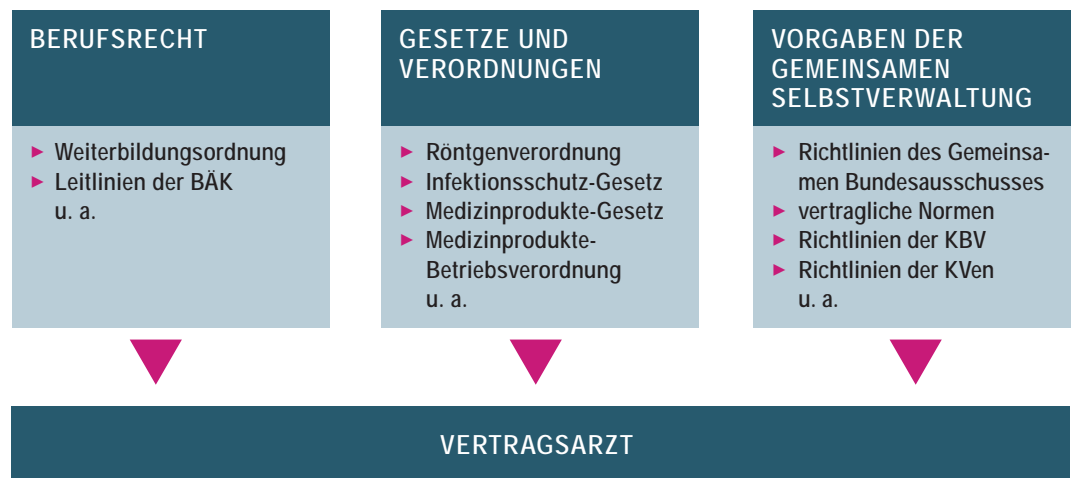 BERUFSRECHT
► Weiterbildungsordnung
► Leitlinien der BÄK
u. a.
GESETZE UND
VERORDNUNGEN
► Röntgenverordnung
► Infektionsschutz-Gesetz
► Medizinprodukte-Gesetz
► Medizinprodukte-
Betriebsverordnung
u. a.
VORGABEN DER
GEMEINSAMEN
SELBSTVERWALTUNG
► Richtlinien des Gemeinsa-
men Bundesausschusses
► vertragliche Normen
► Richtlinien der KBV
► Richtlinien der KVen
u. a.
VERTRAGSARZT